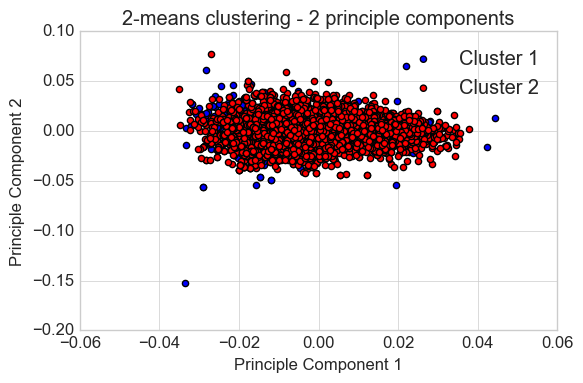 2-means clustering - 2 principle components
0.10
0.05
0.00
−0.05
−0.10
−0.15
−0.20
Principle Component 2
Cluster 1
Cluster 2
−0.06
−0.04
−0.02
0.00
0.02
0.04
0.06
Principle Component 1